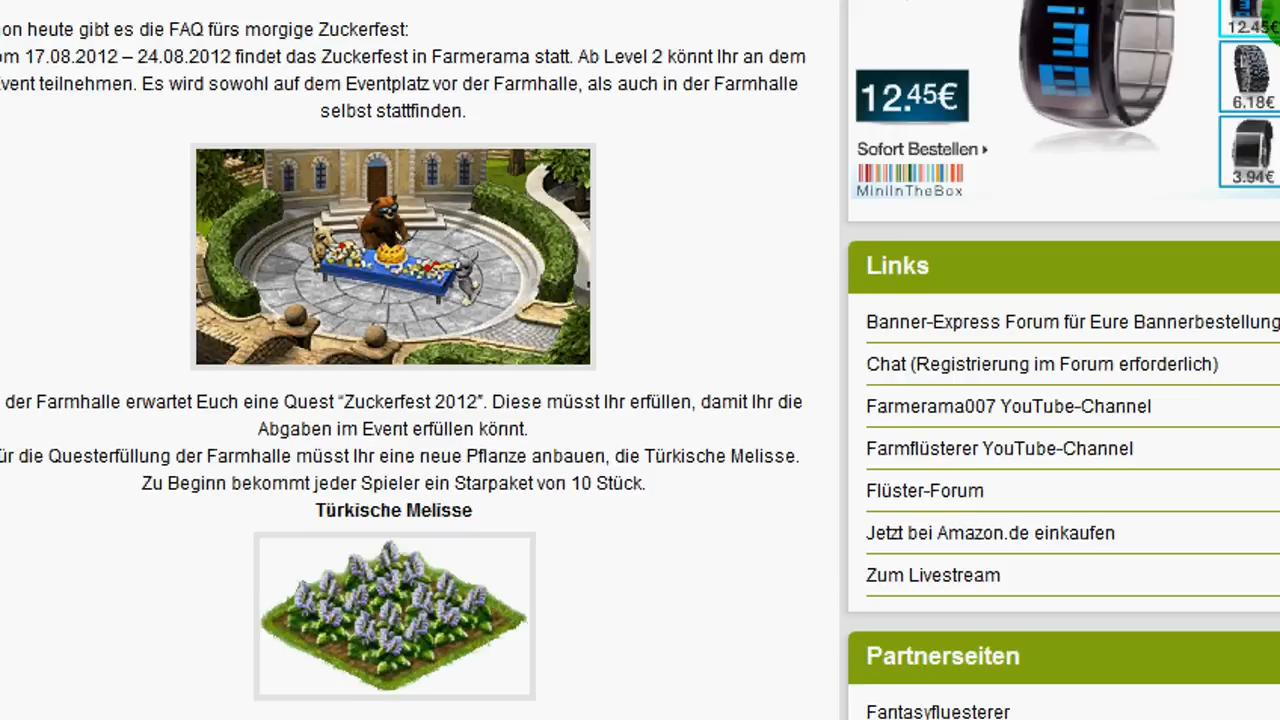 on heute gibt es die FAQ fürs morgige Zuckerfest:
om 17.08.2012 – 24.08.2012 findet das Zuckerfest in Farmerama statt. Ab Level 2 könnt Ihr an dem
vent teilnehmen. Es wird sowohl auf dem Eventplatz vor der Farmhalle, als auch in der Farmhalle
selbst stattfinden.
der Farmhalle erwartet Euch eine Quest “Zuckerfest 2012”. Diese müsst Ihr erfüllen, damit Ihr die
Abgaben im Event erfüllen könnt.
ür die Questerfüllung der Farmhalle müsst Ihr eine neue Pflanze anbauen, die Türkische Melisse.
Zu Beginn bekommt jeder Spieler ein Starpaket von 10 Stück.
Türkische Melisse
12.45€
Sofort Bestellen
MiniInTheBox
12.45€
6.18€
3.94€
Links
Banner-Express Forum für Eure Bannerbestellung
Chat (Registrierung im Forum erforderlich)
Farmerama007 YouTube-Channel
Farmflüsterer YouTube-Channel
Flüster-Forum
Jetzt bei Amazon.de einkaufen
Zum Livestream
Partnerseiten
Fantasyfluesterer